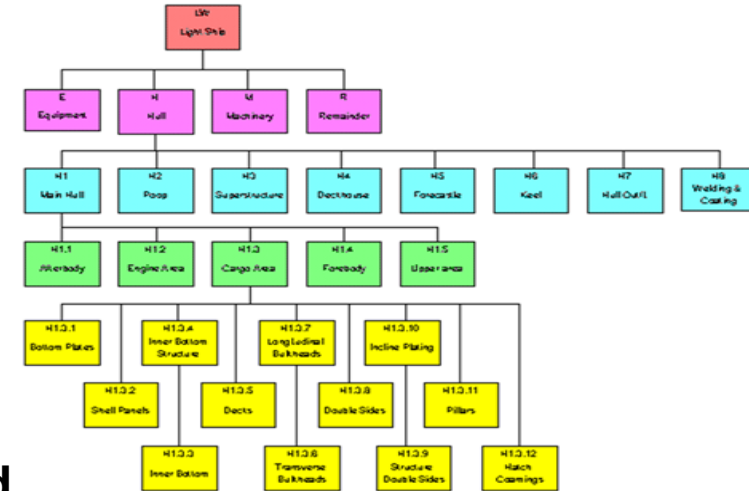 LW
Light Ship
E
Equipment
H
Hull
M
Machinery
R
Remainder
H1
Main Hull
H2
Poop
H3
Superstructure
H4
Deckhouse
H5
Forecastle
H6
Keel
H7
Hull Outfit
H8
Welding &
Coating
H1.1
Afterbody
H1.2
Engine Area
H1.3
Cargo Area
H1.4
Forebody
H1.5
Upper area
H1.3.1
Bottom Plates
H1.3.4
Inner Bottom
Structure
H1.3.7
Longitudinal
Bulkheads
H1.3.10
Incline Plating
H1.3.2
Shell Panels
H1.3.5
Decks
H1.3.8
Double Sides
H1.3.11
Pillars
H1.3.3
Inner Bottom
H1.3.6
Transverse
Bulkheads
H1.3.9
Structure
Double Sides
H1.3.12
Hatch
Coamings
d